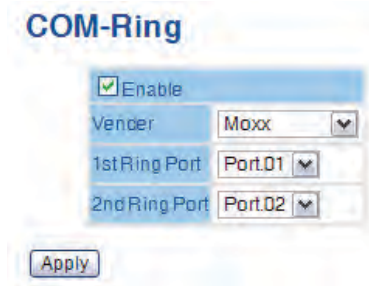 COM-Ring
Enable
Vender Moxx
1st Ring Port Port.01
2nd Ring Port Port.02
Apply